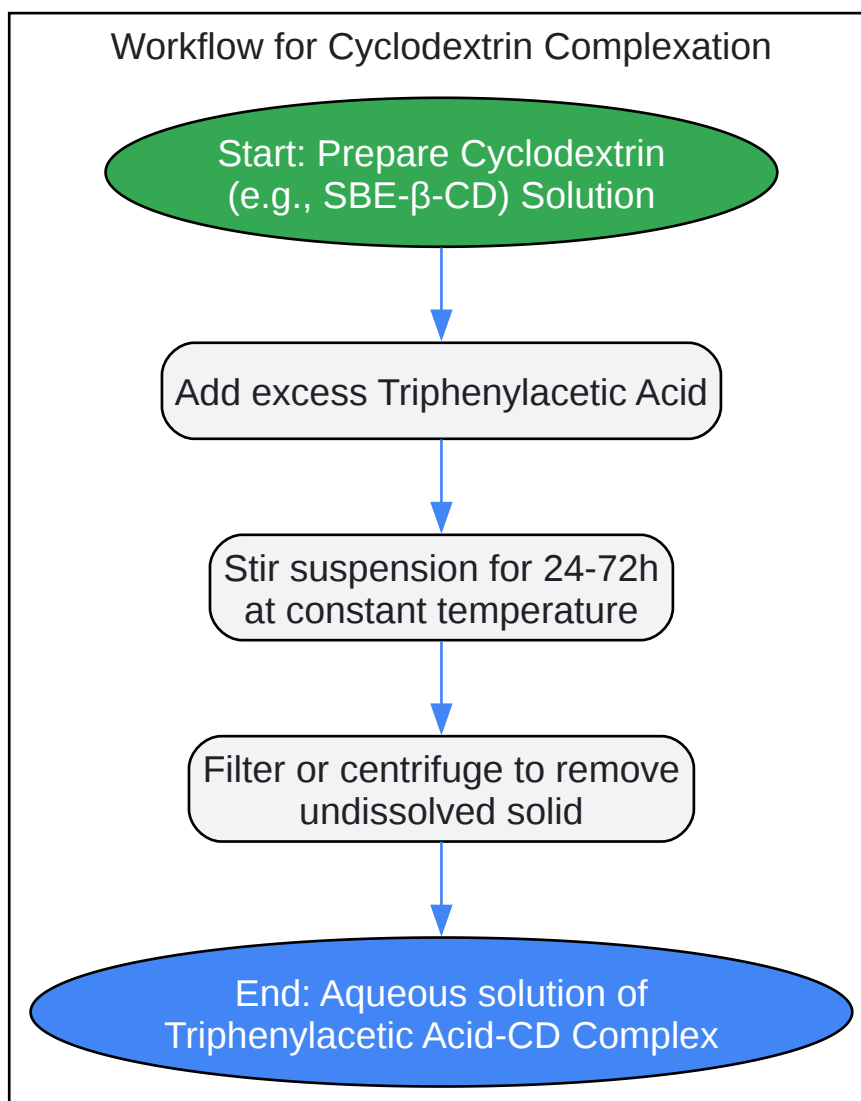 Workflow for Cyclodextrin Complexation
Start: Prepare Cyclodextrin
(e.g., SBE-β-CD) Solution
Add excess Triphenylacetic Acid
Stir suspension for 24-72h
at constant temperature
Filter or centrifuge to remove
undissolved solid
End: Aqueous solution of
Triphenylacetic Acid-CD Complex